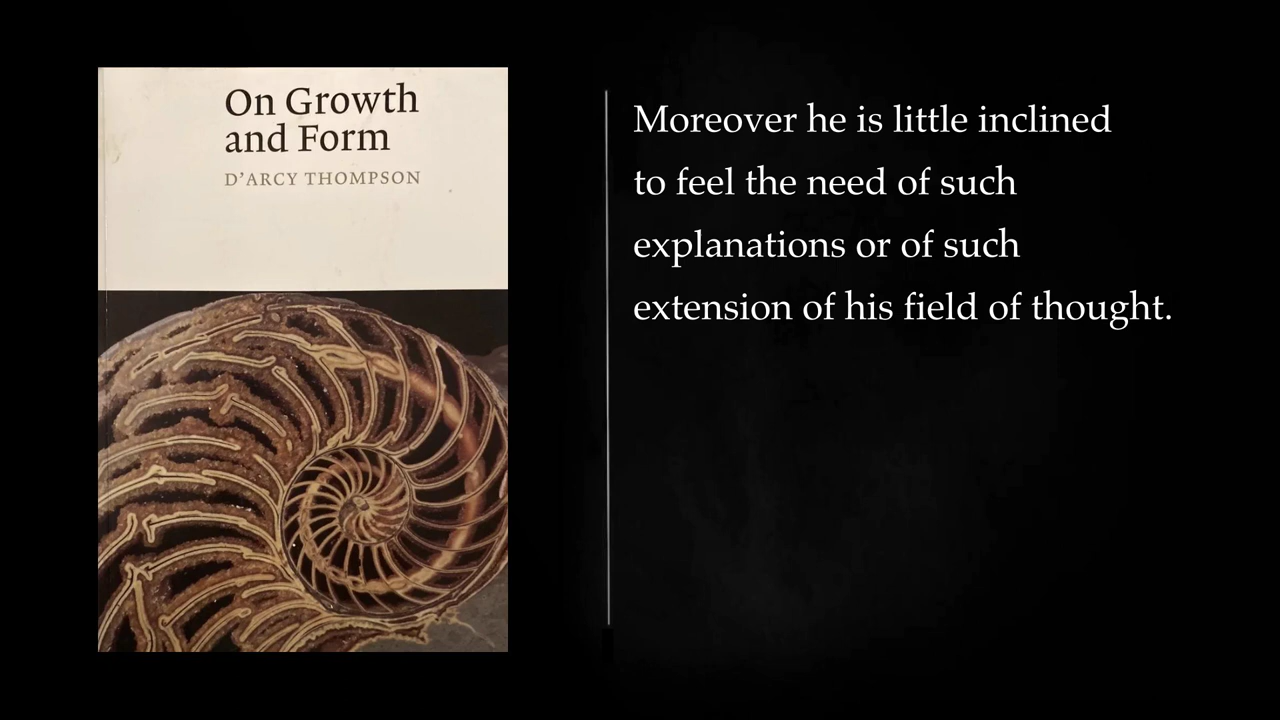 On Growth
and Form
D'ARCY THOMPSON
Moreover he is little inclined
to feel the need of such
explanations or of such
extension of his field of thought.